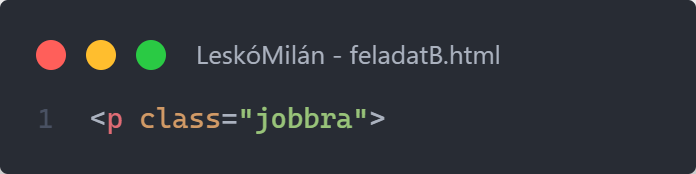 LeskóMilán - feladatB.html
1 <p class="jobbra">